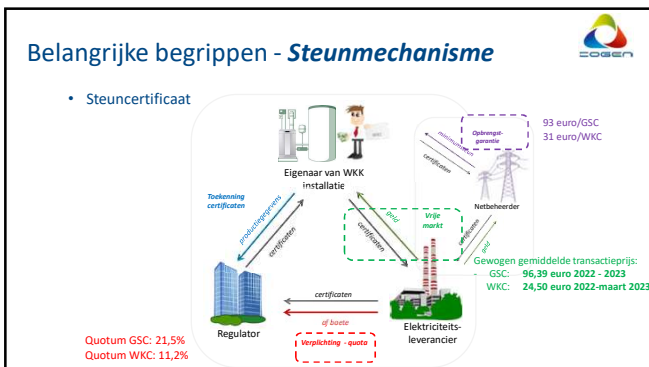 Belangrijke begrippen - Steunmechanisme
COGEN
• Steuncertificaat
93 euro/GSC
31 euro/WKC
Opbrengst-
garantie
minimumsteun
certificaten
WKC
Eigenaar van WKK
installatie
Netbeheerder
Toekenning
certificaten
productiegegevens
certificaten
geld
certificaten
Vrije
markt
certificaten
geld
Gewogen gemiddelde transactieprijs:
- GSC: 96,39 euro 2022 - 2023
- WKC: 24,50 euro 2022-maart 2023
certificaten
of boete
Regulator
Elektriciteits-
leverancier
Verplichting - quota
Quotum GSC: 21,5%
Quotum WKC: 11,2%